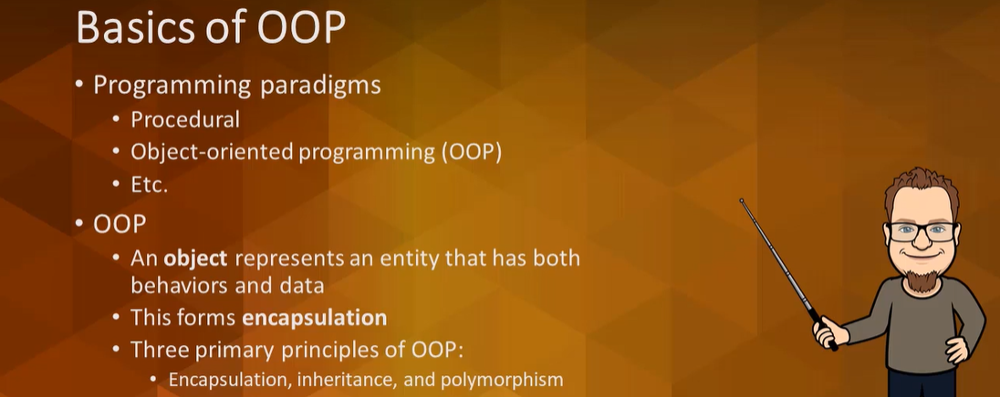 Basics of OOP
• Programming paradigms
• Procedural
• Object-oriented programming (OOP)
• Etc.
• OOP
• An object represents an entity that has both
behaviors and data
• This forms encapsulation
• Three primary principles of OOP:
• Encapsulation, inheritance, and polymorphism